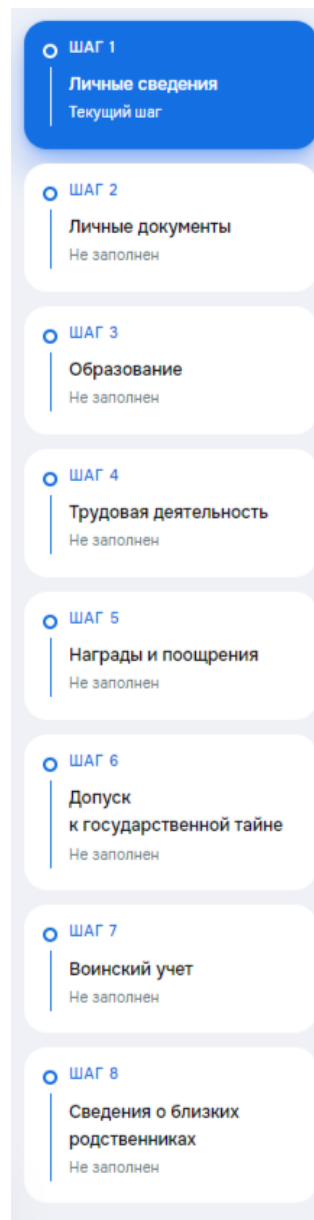 ШАГ 1
Личные сведения
Текущий шаг
ШАГ 2
Личные документы
Не заполнен
ШАГ 3
Образование
Не заполнен
ШАГ 4
Трудовая деятельность
Не заполнен
ШАГ 5
Награды и поощрения
Не заполнен
ШАГ 6
Допуск
к государственной тайне
Не заполнен
ШАГ 7
Воинский учет
Не заполнен
ШАГ 8
Сведения о близких
родственниках
Не заполнен